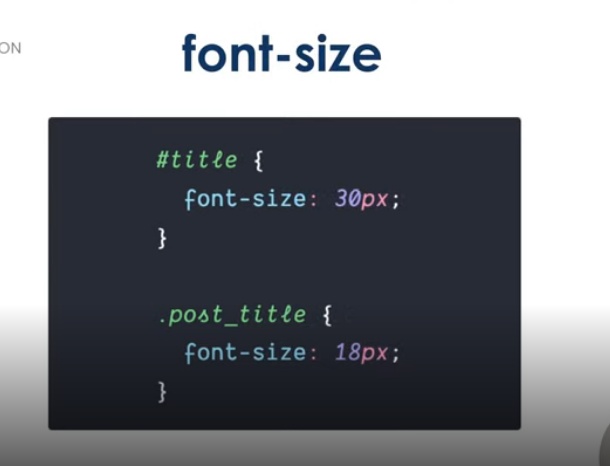 ON
font-size
#title {
font-size: 30px;
}
.post_title {
font-size: 18px;
}